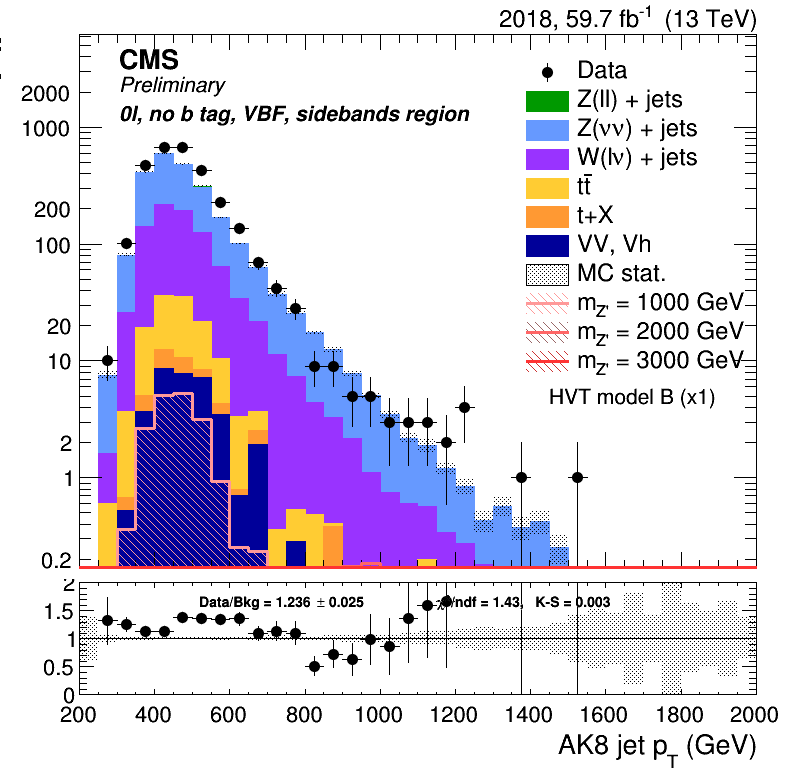 2018, 59.7 fb⁻¹ (13 TeV)
CMS
Preliminary
0l, no b tag, VBF, sidebands region
Data
Z(ll) + jets
Z(νν) + jets
W(lν) + jets
tt̄
t+X
VV, Vh
MC stat.
m_Z' = 1000 GeV
m_Z' = 2000 GeV
m_Z' = 3000 GeV
HVT model B (x1)
2000
1000
200
100
20
10
2
1
0.2
Data/Bkg = 1.236 ± 0.025
/ndf = 1.43, K-S = 0.003
2
1.5
1
0.5
0
200 400 600 800 1000 1200 1400 1600 1800 2000
AK8 jet p_T (GeV)